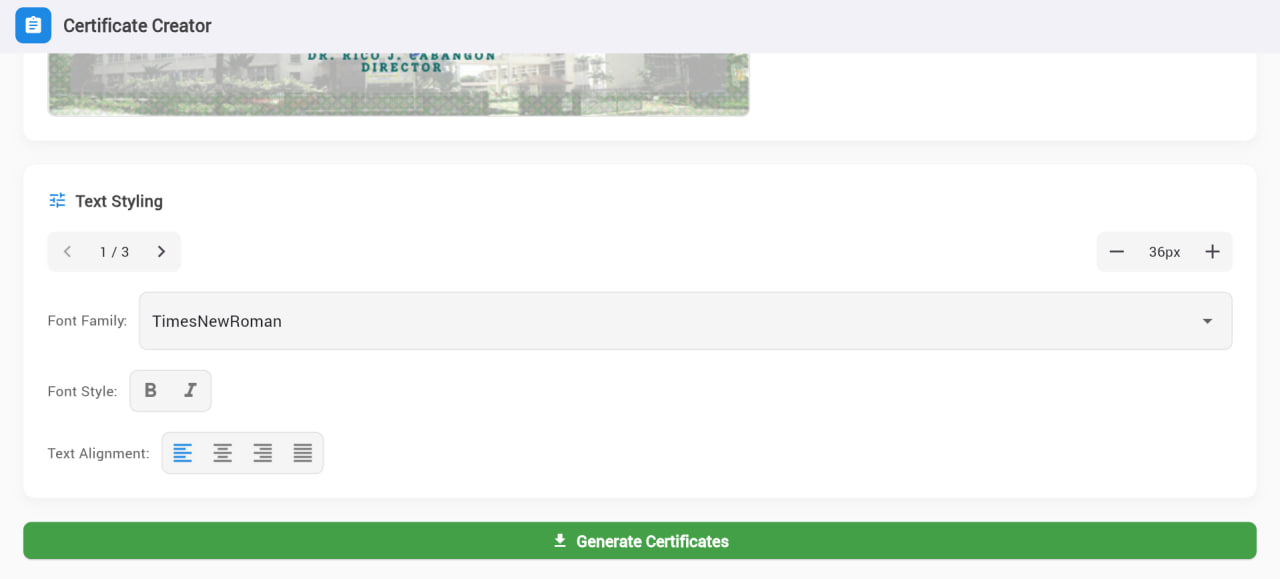 Certificate Creator
DR. RICO J. CABANGON
DIRECTOR
Text Styling
1 / 3
36px
Font Family:
TimesNewRoman
Font Style:
B I
Text Alignment:
Generate Certificates